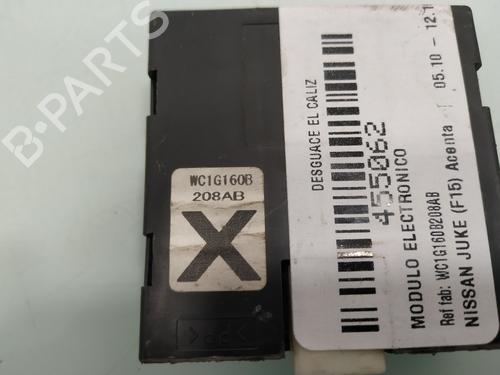 B-PARTS
WC1G160B
208AB
X
>PP<
DESGUACE EL CALIZ
455062
MODULO ELECTRONICO
Ref fab: WC1G160B208AB
NISSAN JUKE (F15) Acenta
05.10 - 12.1